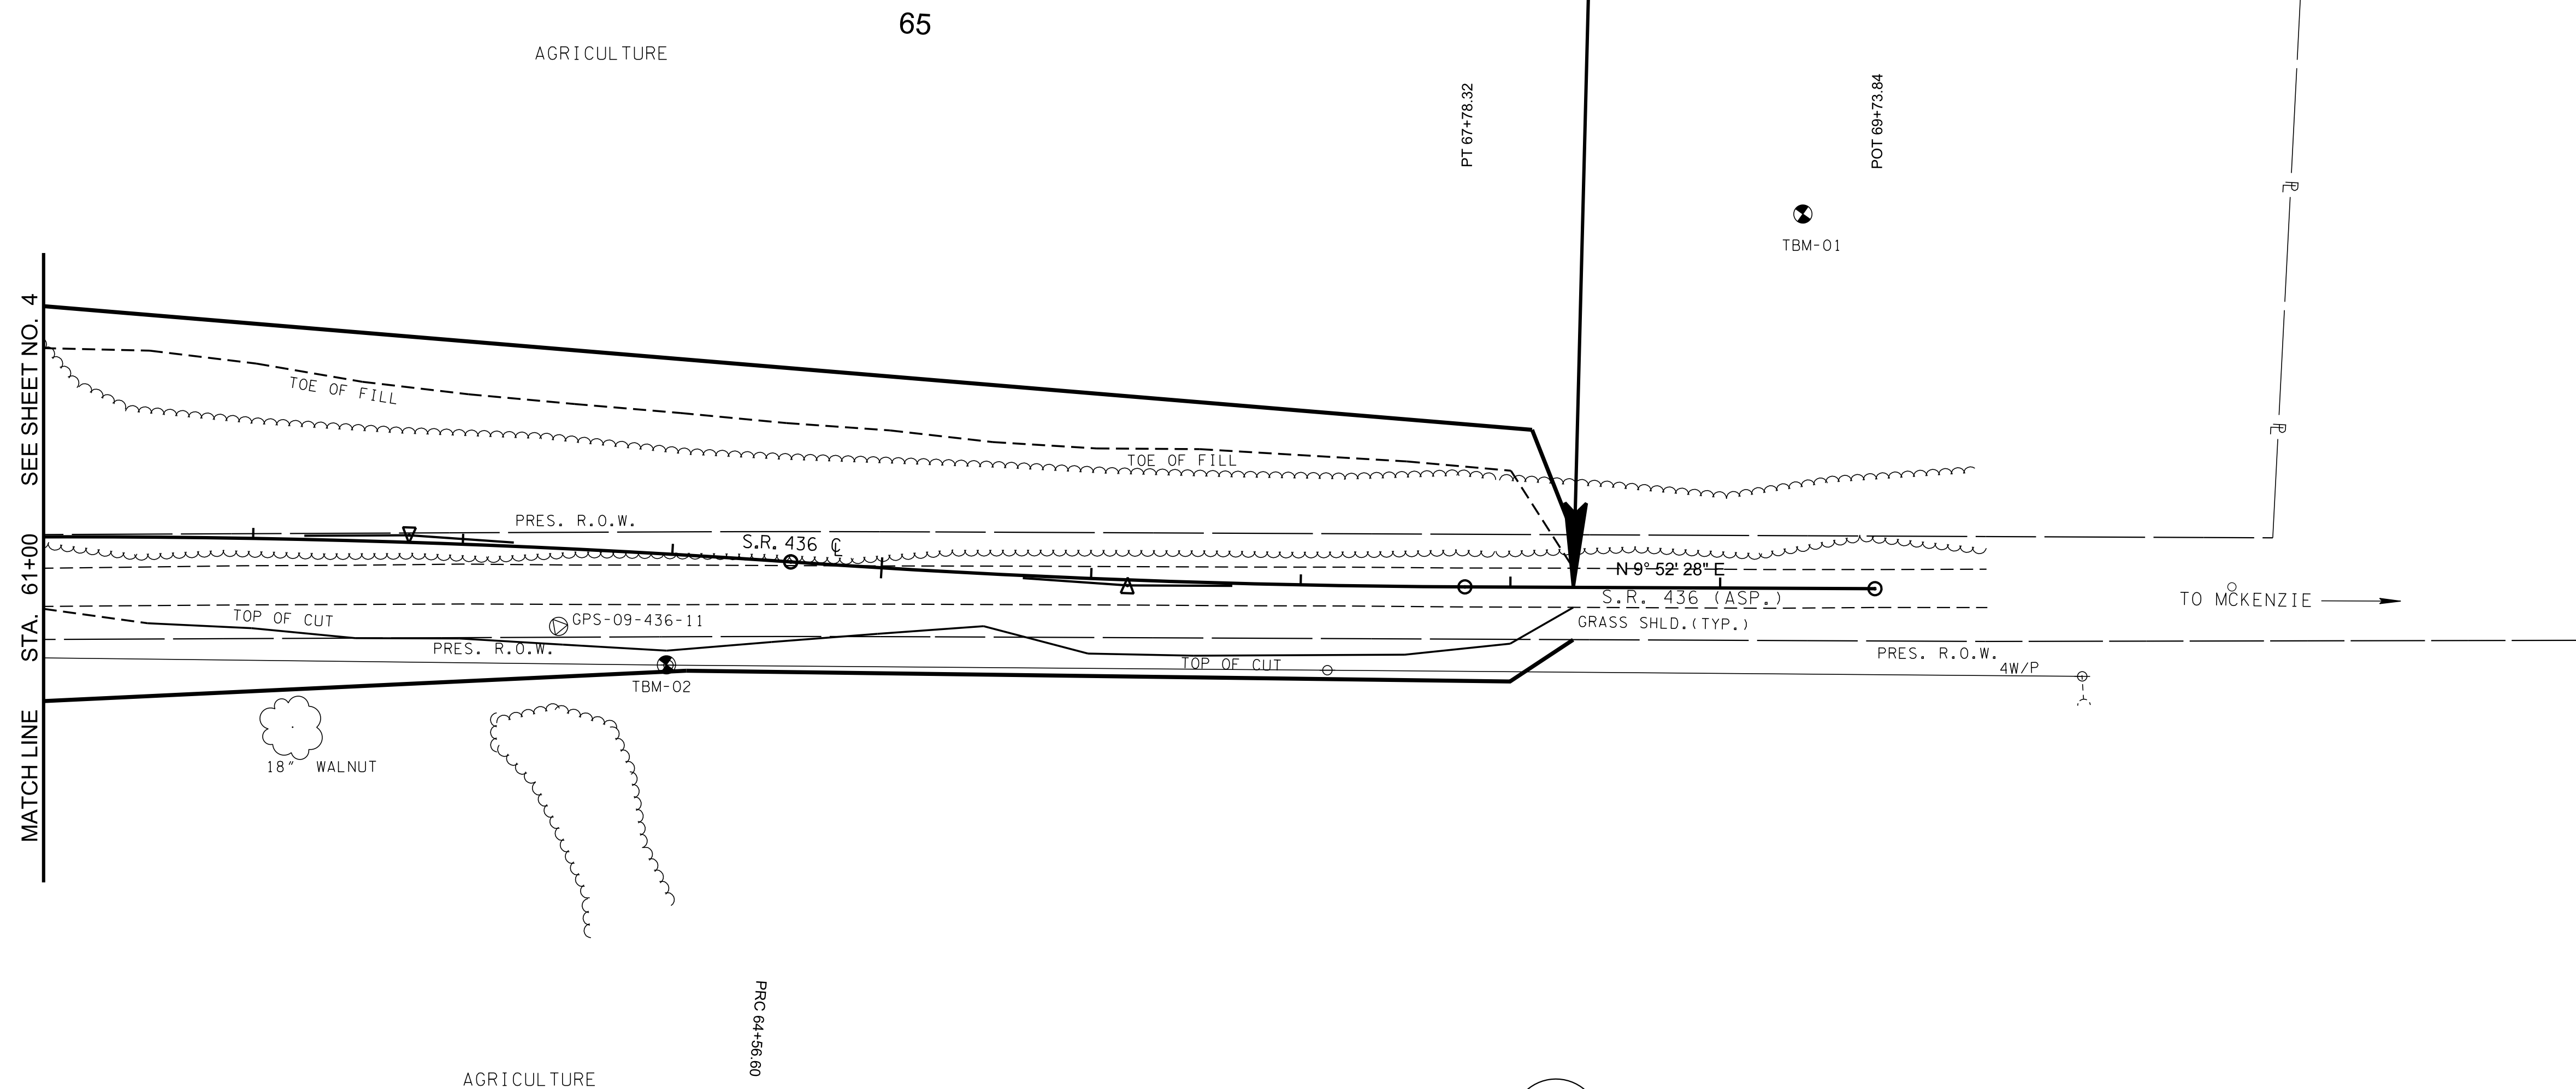 65
AGRICULTURE
PT 67+78.32
POT 69+73.84
PL
TBM-01
SEE SHEET NO. 4
TOE OF FILL
PL
TOE OF FILL
PRES. R.O.W.
S.R. 436 CL
N 9° 52' 28" E
S.R. 436 (ASP.)
TO MCKENZIE
STA. 61+00
TOP OF CUT
GPS-09-436-11
GRASS SHLD.(TYP.)
PRES. R.O.W.
PRES. R.O.W.
TOP OF CUT
4W/P
TBM-02
MATCH LINE
18" WALNUT
PRC 64+56.60
AGRICULTURE